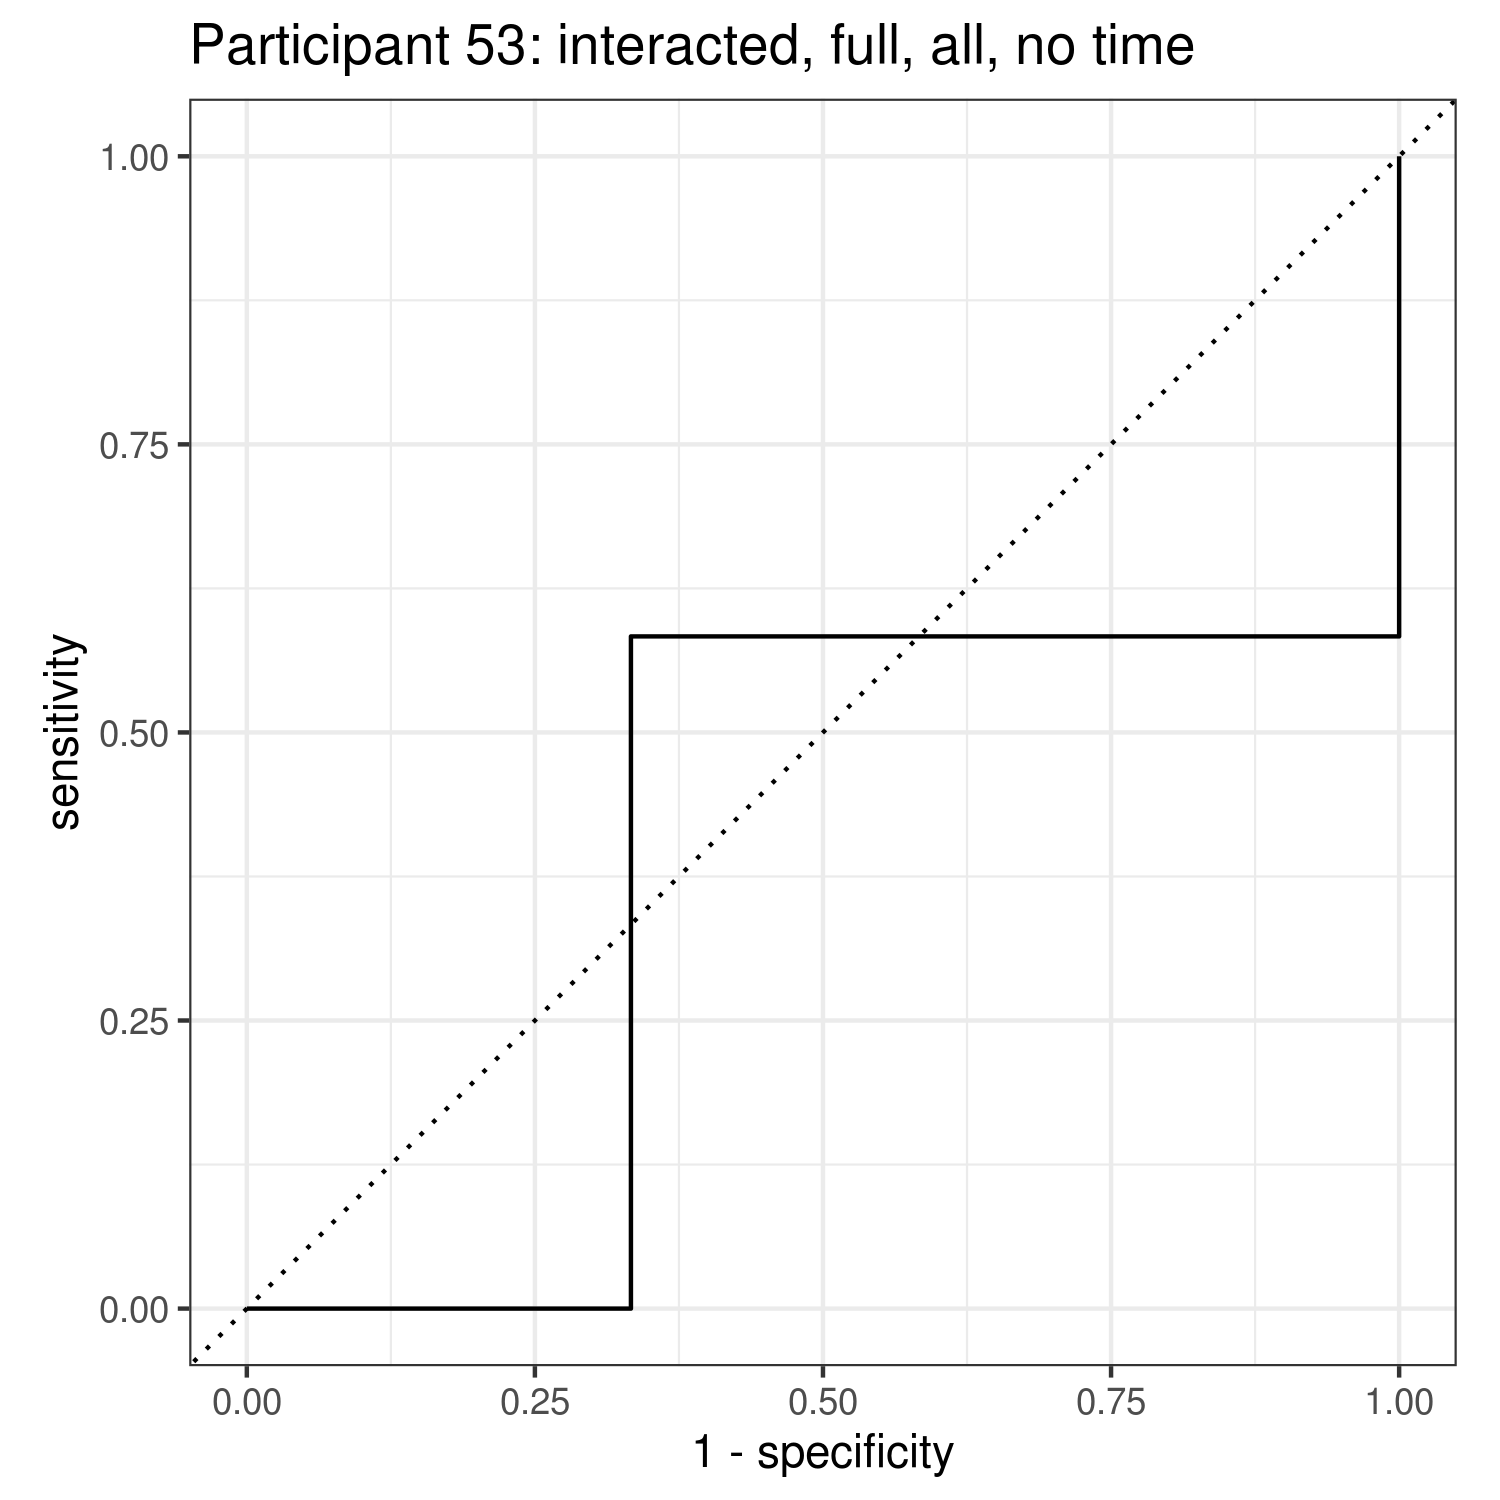 Participant 53: interacted, full, all, no time
1.00
0.75
0.50
0.25
0.00
sensitivity
0.00 0.25 0.50 0.75 1.00
1 - specificity